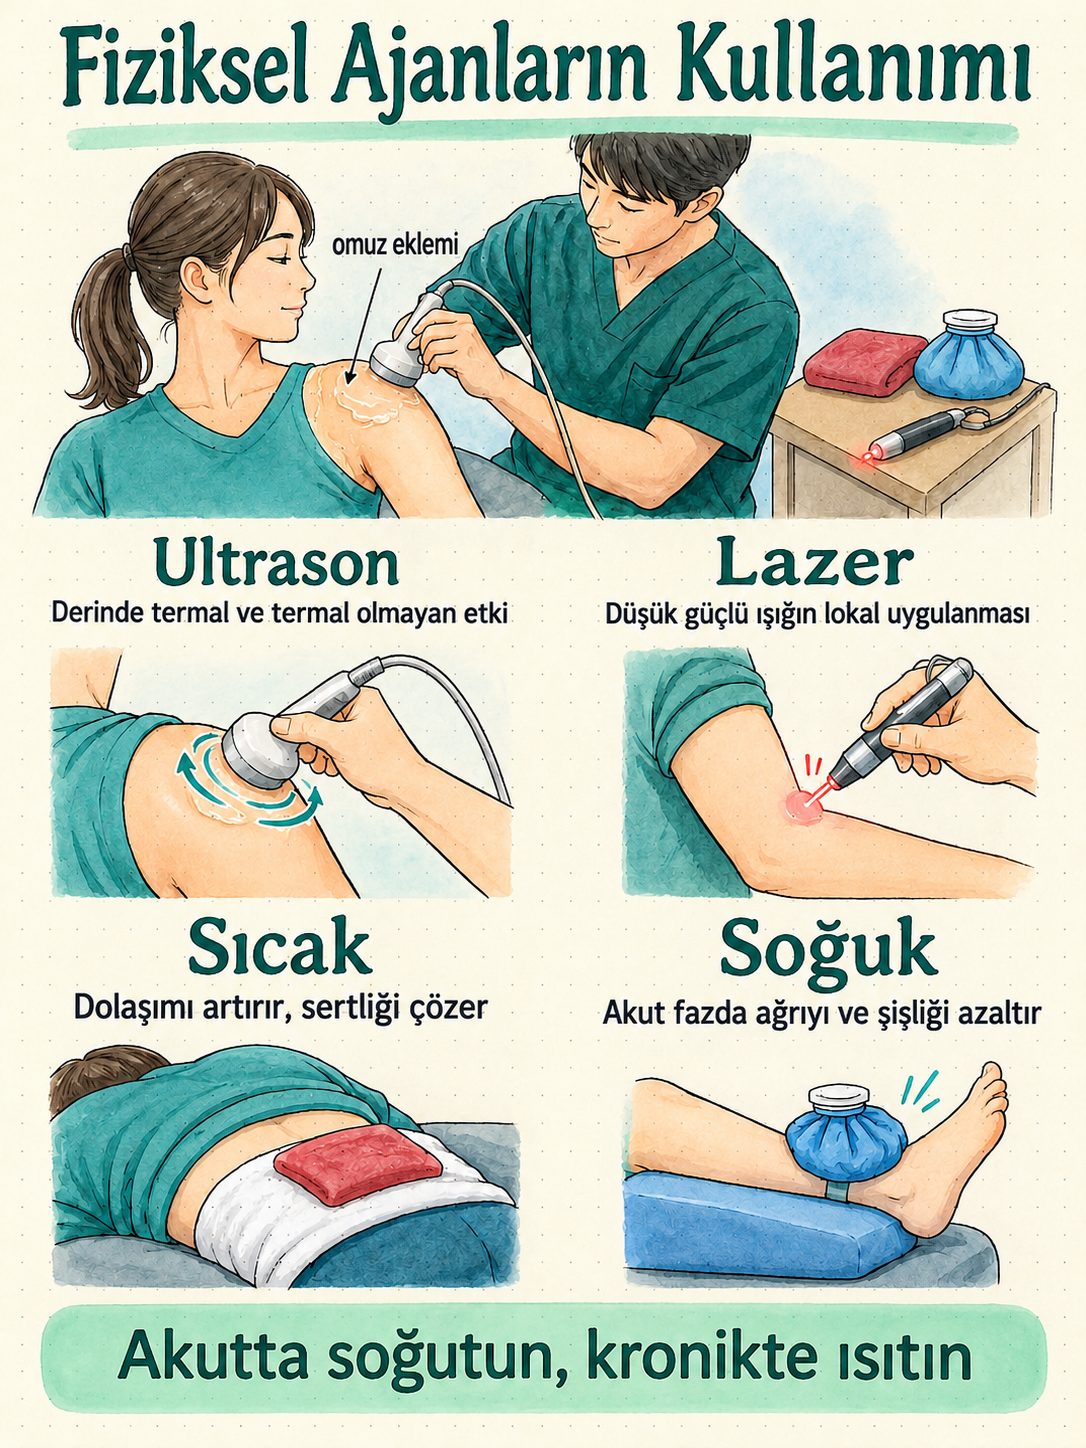 Fiziksel Ajanların Kullanımı
omuz eklemi
Ultrason
Derinde termal ve termal olmayan etki
Lazer
Düşük güçlü ışığın lokal uygulanması
Sıcak
Dolaşımı artırır, sertliği çözer
Soğuk
Akut fazda ağrıyı ve şişliği azaltır
Akutta soğutun, kronikte ısıtın